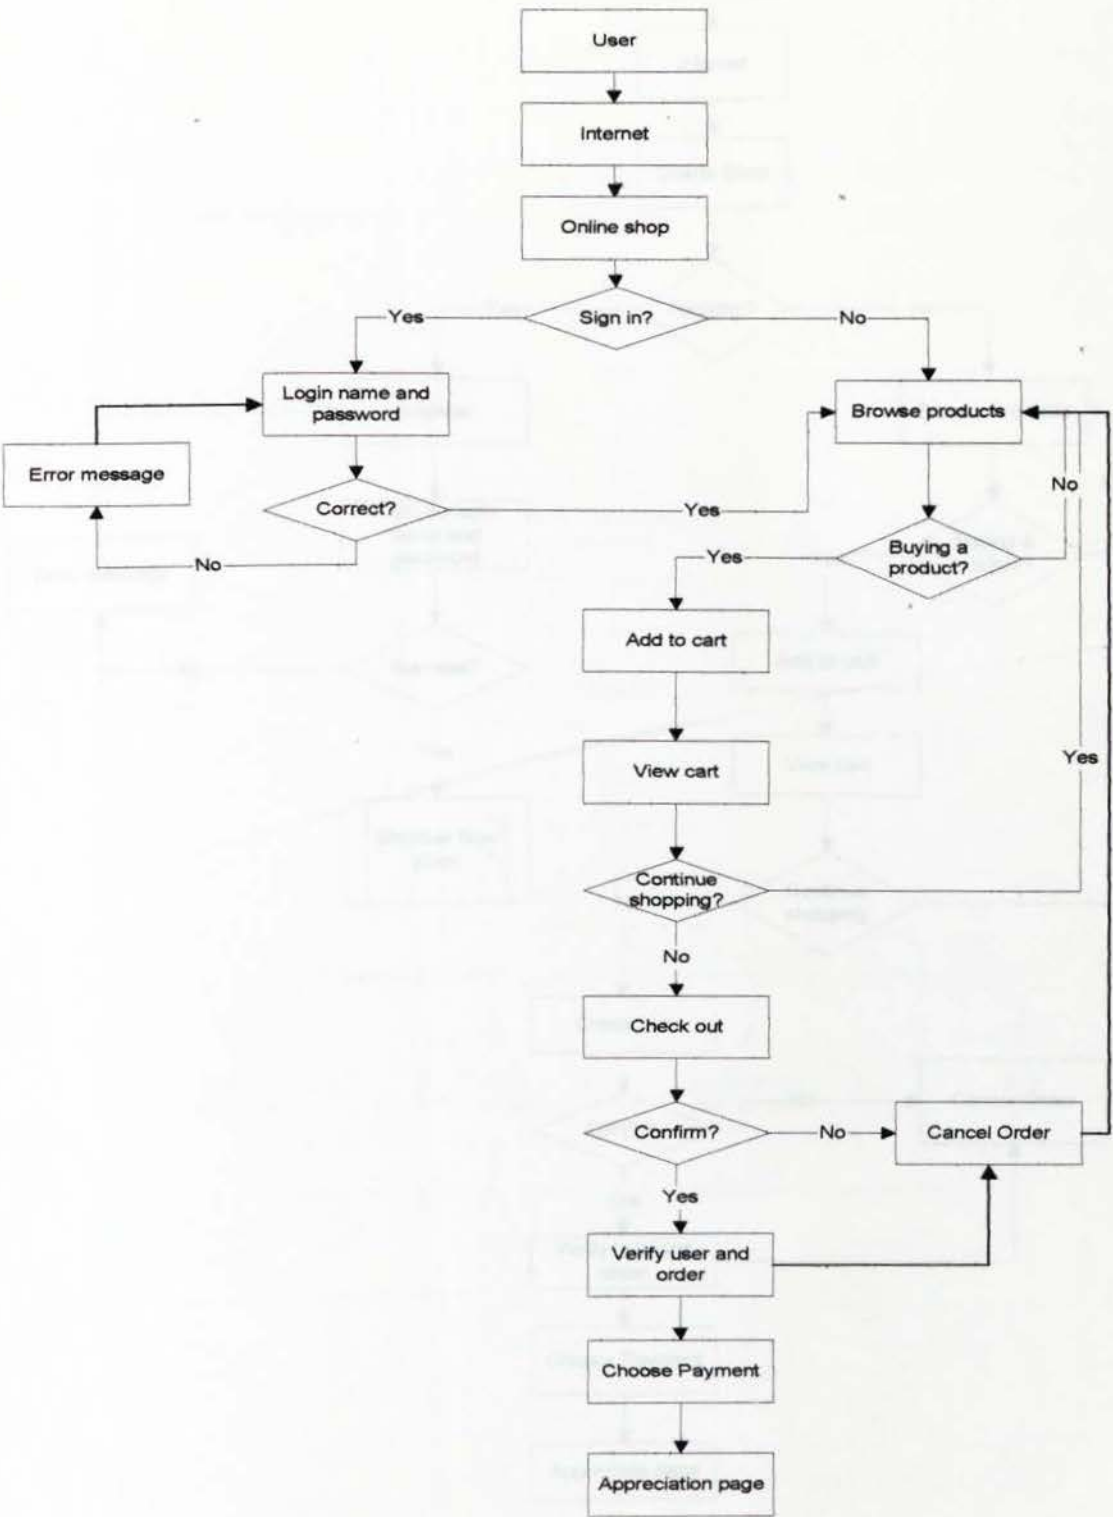 User
Internet
Online shop
Sign in?
Yes
No
Login name and
password
Browse products
Error message
Correct?
Yes
No
No
Buying a
product?
Yes
Add to cart
View cart
Yes
Continue
shopping?
No
Check out
Confirm?
No
Cancel Order
Yes
Verify user and
order
Choose Payment
Appreciation page